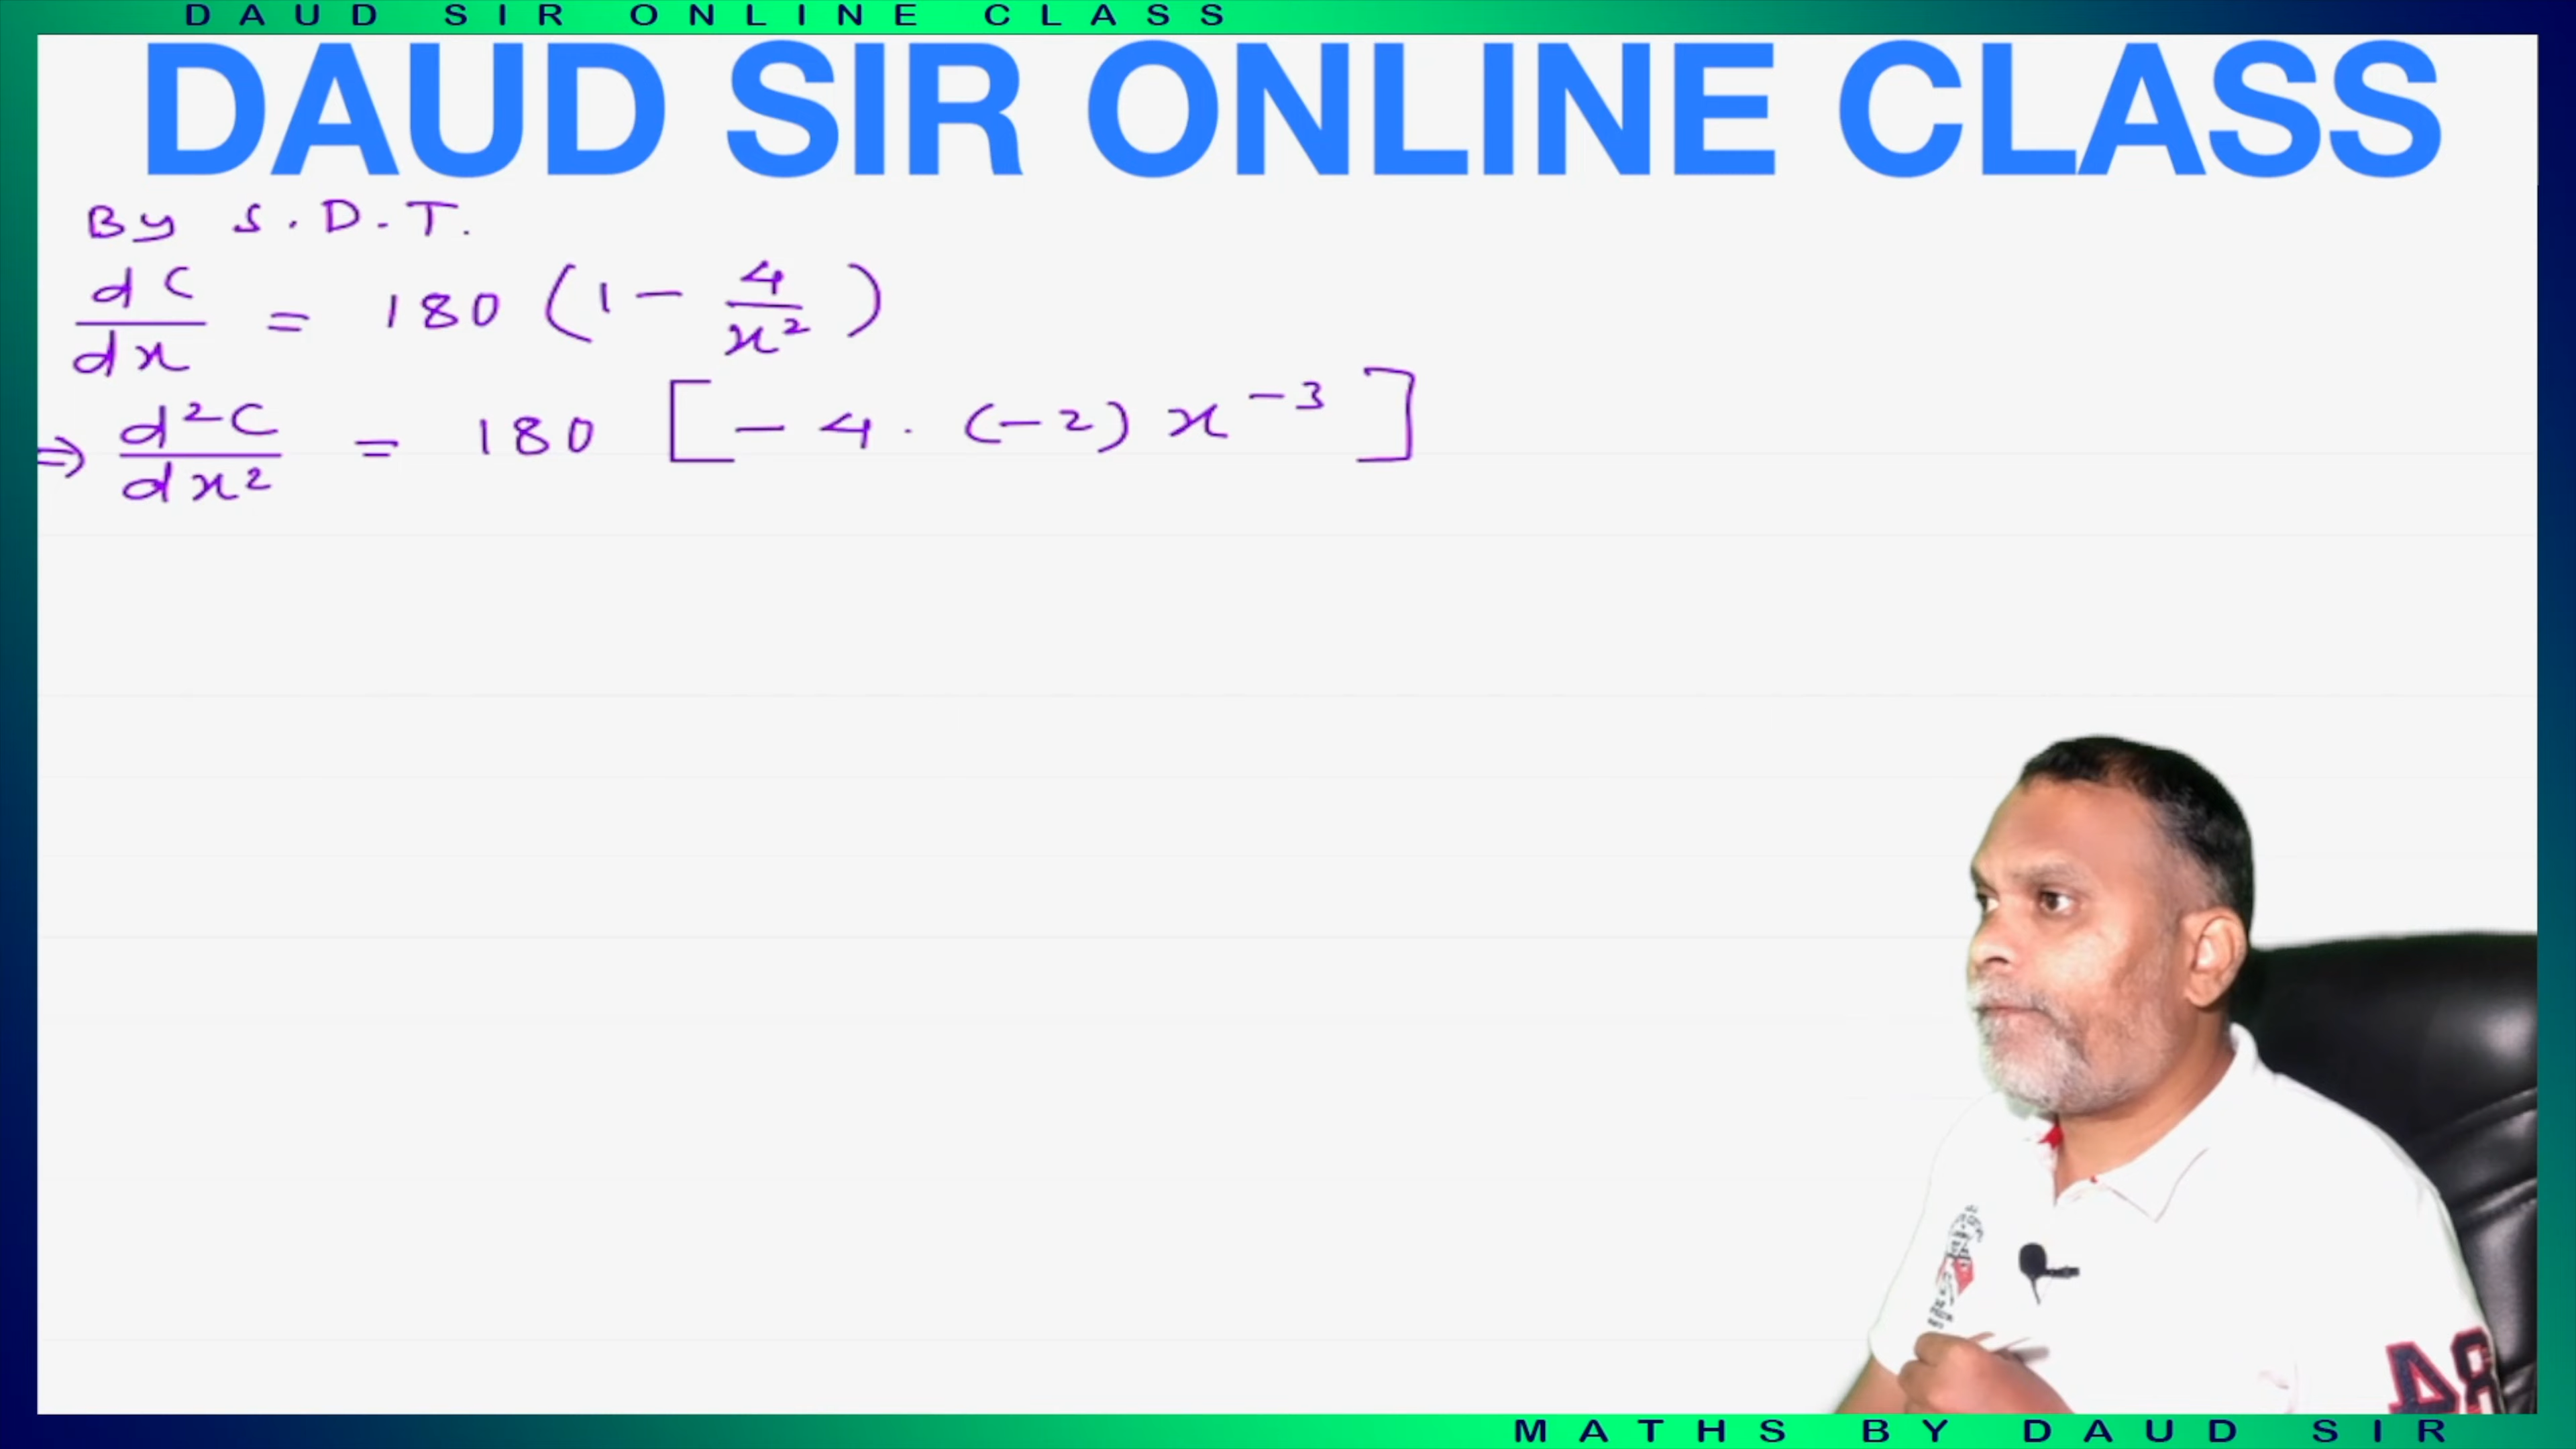 DAUD SIR ONLINE CLASS
DAUD SIR ONLINE CLASS
By S.D.T.
dC/dx = 180 (1 - 4/x²)
⇒ d²C/dx² = 180 [- 4 . (-2) x⁻³]
84
MATHS BY DAUD SIR